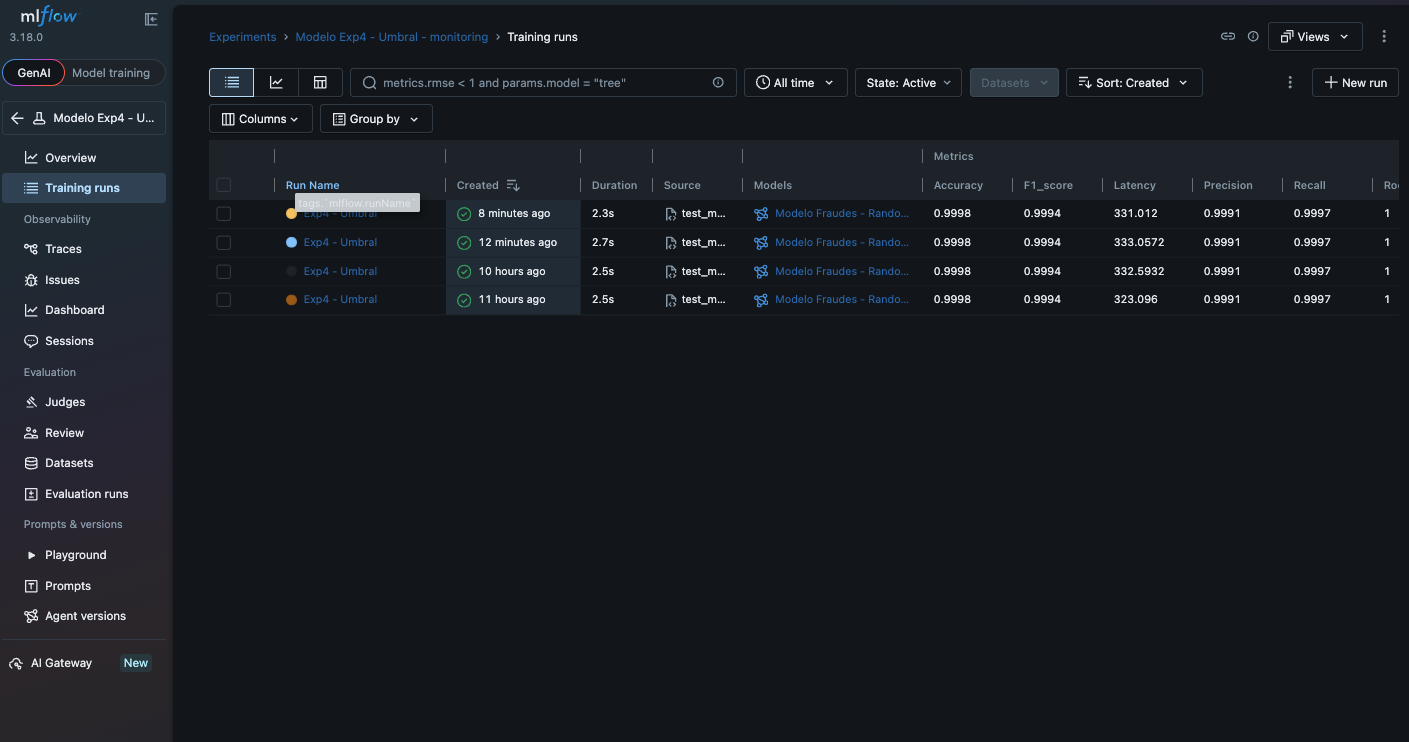 mlflow
3.18.0
GenAI
Model training
Modelo Exp4 - U...
Overview
Training runs
Observability
Traces
Issues
Dashboard
Sessions
Evaluation
Judges
Review
Datasets
Evaluation runs
Prompts & versions
Playground
Prompts
Agent versions
AI Gateway New
Experiments > Modelo Exp4 - Umbral - monitoring > Training runs
Views
metrics.rmse < 1 and params.model = "tree"
All time
State: Active
Datasets
Sort: Created
New run
Columns
Group by
Metrics
Run Name Created Duration Source Models Accuracy F1_score Latency Precision Recall Roc
tags.`mlflow.runName`
Exp4 - Umbral 8 minutes ago 2.3s test_m... Modelo Fraudes - Rando... 0.9998 0.9994 331.012 0.9991 0.9997 1
Exp4 - Umbral 12 minutes ago 2.7s test_m... Modelo Fraudes - Rando... 0.9998 0.9994 333.0572 0.9991 0.9997 1
Exp4 - Umbral 10 hours ago 2.5s test_m... Modelo Fraudes - Rando... 0.9998 0.9994 332.5932 0.9991 0.9997 1
Exp4 - Umbral 11 hours ago 2.5s test_m... Modelo Fraudes - Rando... 0.9998 0.9994 323.096 0.9991 0.9997 1